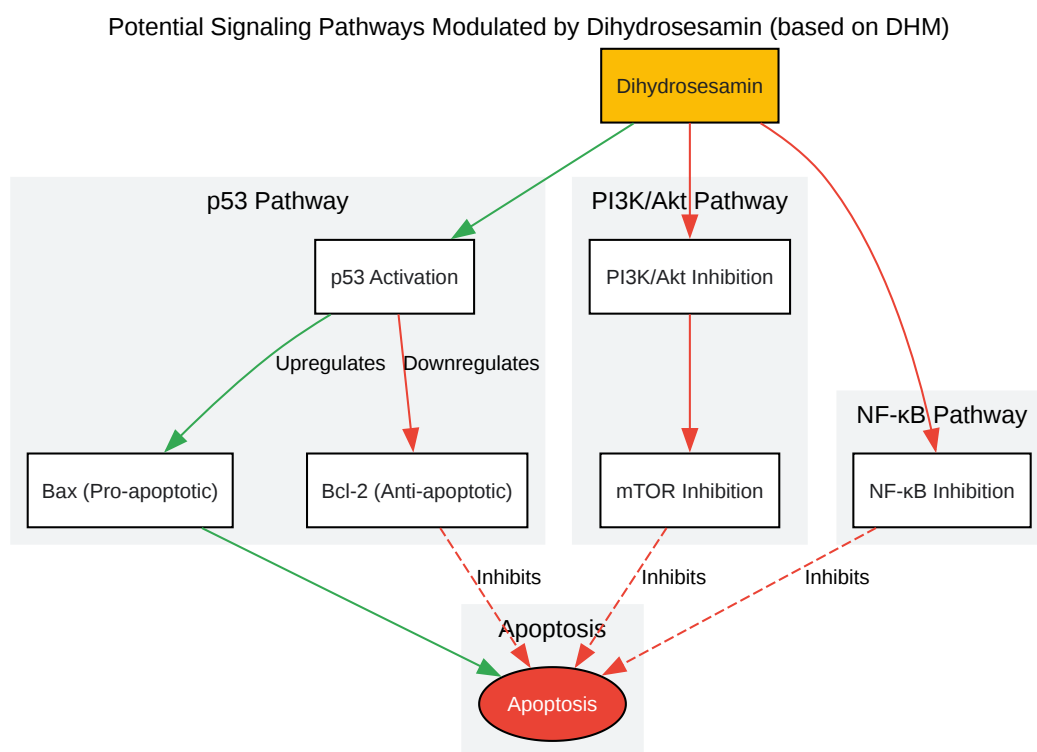 Potential Signaling Pathways Modulated by Dihydrosesamin (based on DHM)
Dihydrosesamin
p53 Pathway
PI3K/Akt Pathway
p53 Activation
PI3K/Akt Inhibition
Upregulates
Downregulates
NF-κB Pathway
Bax (Pro-apoptotic)
Bcl-2 (Anti-apoptotic)
mTOR Inhibition
NF-κB Inhibition
Inhibits
Inhibits
Inhibits
Apoptosis
Apoptosis